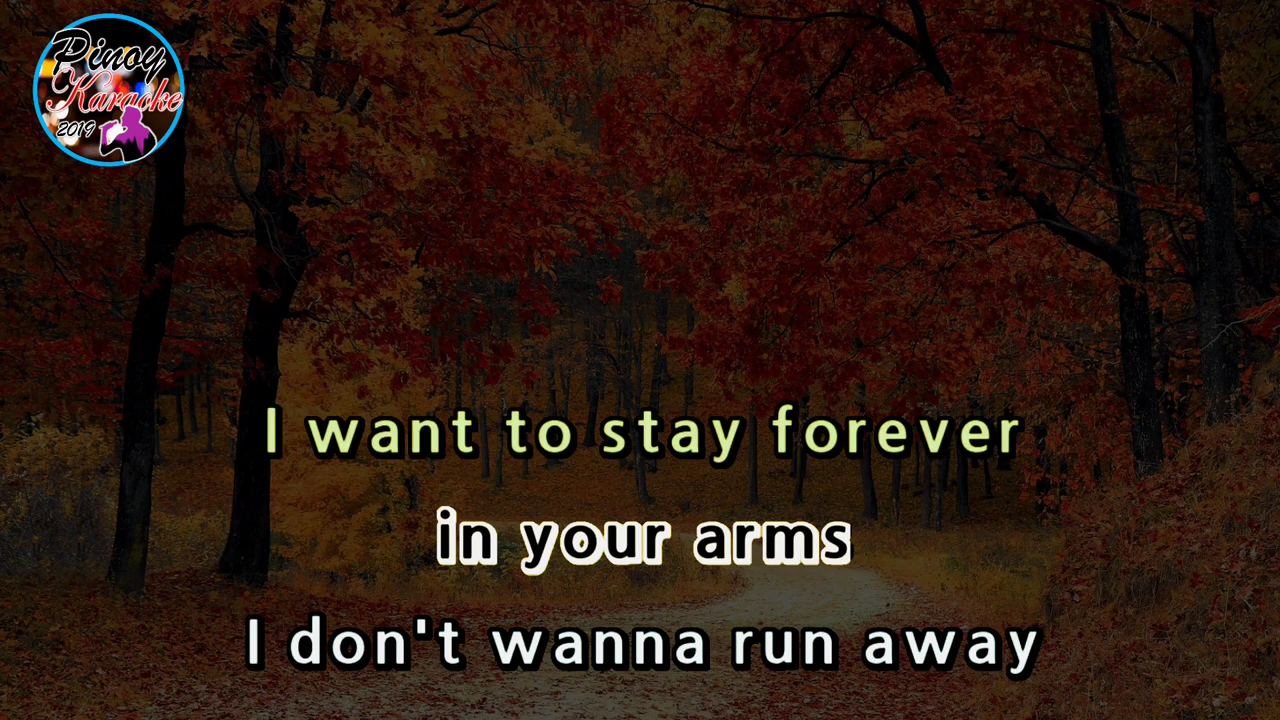 Pinoy
Karaoke
2019
I want to stay forever
in your arms
I don't wanna run away